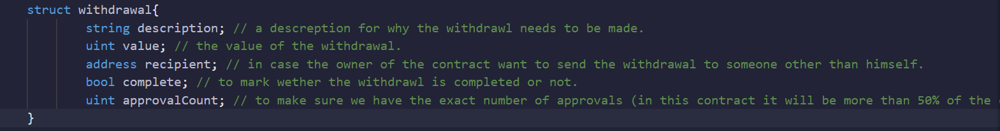 struct withdrawal{
string description; // a descreption for why the withdrawl needs to be made.
uint value; // the value of the withdrawal.
address recipient; // in case the owner of the contract want to send the withdrawal to someone other than himself.
bool complete; // to mark wether the withdrawl is completed or not.
uint approvalCount; // to make sure we have the exact number of approvals (in this contract it will be more than 50% of the
}